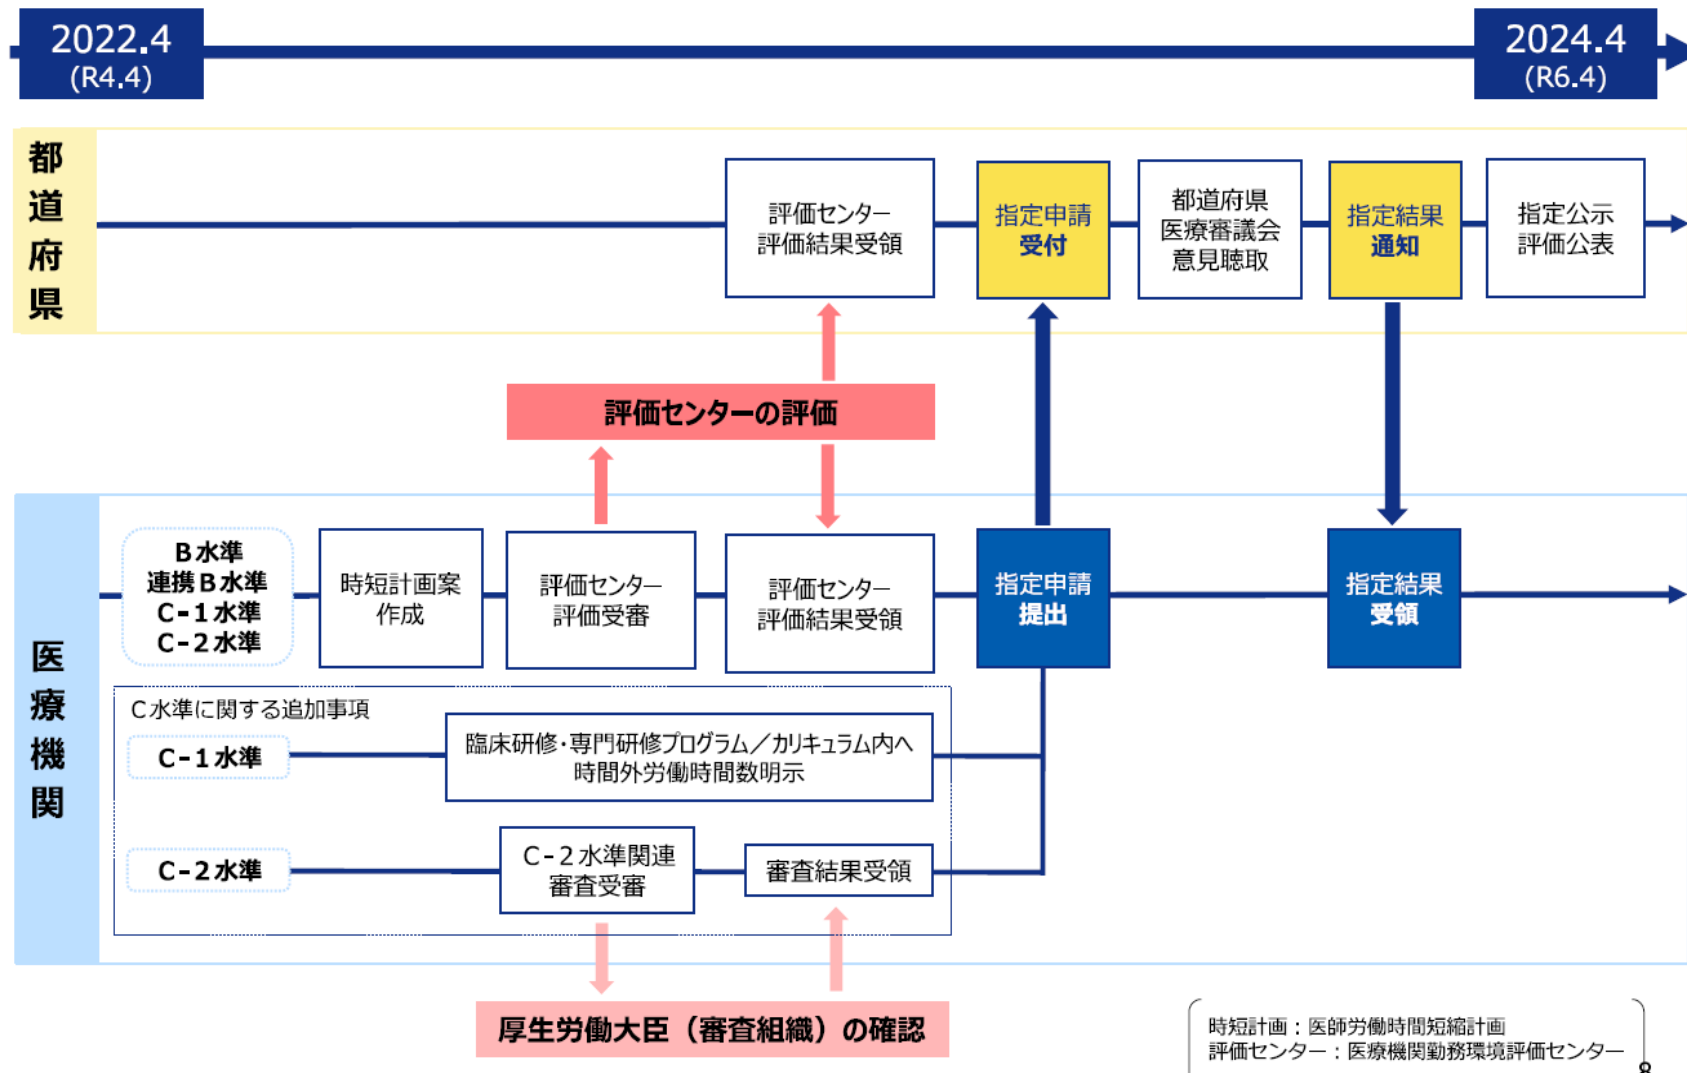 2022.4
(R4.4)
2024.4
(R6.4)
都道府県
評価センター
評価結果受領
指定申請
受付
都道府県
医療審議会
意見聴取
指定結果
通知
指定公示
評価公表
評価センターの評価
医療機関
B水準
連携B水準
C-1水準
C-2水準
時短計画案
作成
評価センター
評価受審
評価センター
評価結果受領
指定申請
提出
指定結果
受領
C水準に関する追加事項
C-1水準
臨床研修・専門研修プログラム／カリキュラム内へ
時間外労働時間数明示
C-2水準
C-2水準関連
審査受審
審査結果受領
厚生労働大臣（審査組織）の確認
時短計画：医師労働時間短縮計画
評価センター：医療機関勤務環境評価センター